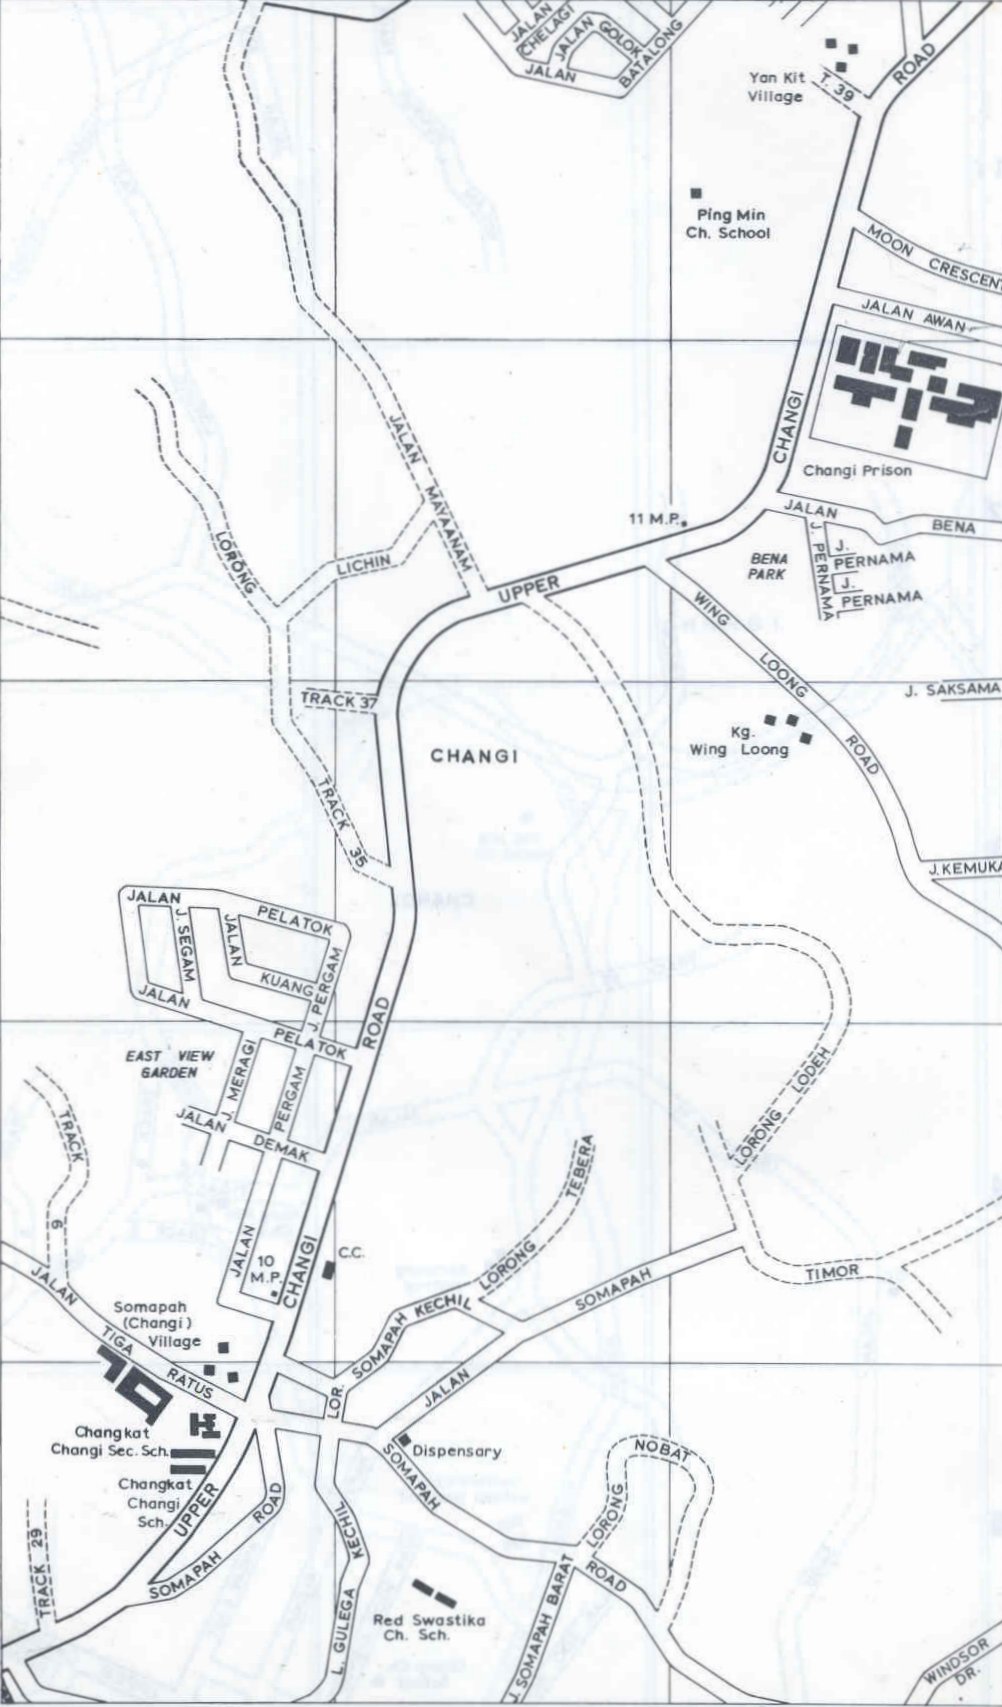 JALAN
CHELAGI
JALAN GOLOK
JALAN BATALONG
ROAD
Yan Kit
Village
T. 39
Ping Min
Ch. School
MOON CRESCENT
JALAN AWAN
CHANGI
Changi Prison
JALAN MAYAANAM
11 M.P.
JALAN BENA
J. PERNAMA
J.
PERNAMA
J.
PERNAMA
BENA
PARK
LORONG LICHIN
UPPER
WING LOONG ROAD
TRACK 37
J. SAKSAMA
CHANGI
Kg.
Wing Loong
TRACK 35
J. KEMUKA
JALAN PELATOK
J. SEGAM
JALAN KUANG
J. PERGAM
JALAN PELATOK
ROAD
EAST VIEW
GARDEN
J. MERAGI
PERGAM
JALAN DEMAK
LORONG LODEH
TRACK 9
LORONG TEBERA
JALAN
10
M.P.
CHANGI
C.C.
JALAN TIGA RATUS
TIMOR
Somapah
(Changi)
Village
LOR. SOMAPAH KECHIL
JALAN SOMAPAH
Changkat
Changi Sec. Sch.
Changkat
Changi
Sch.
Dispensary
SOMAPAH ROAD
LORONG NOBAT
UPPER
SOMAPAH ROAD
L. GULEGA KECHIL
TRACK 29
J. SOMAPAH BARAT
Red Swastika
Ch. Sch.
WINDSOR
DR.